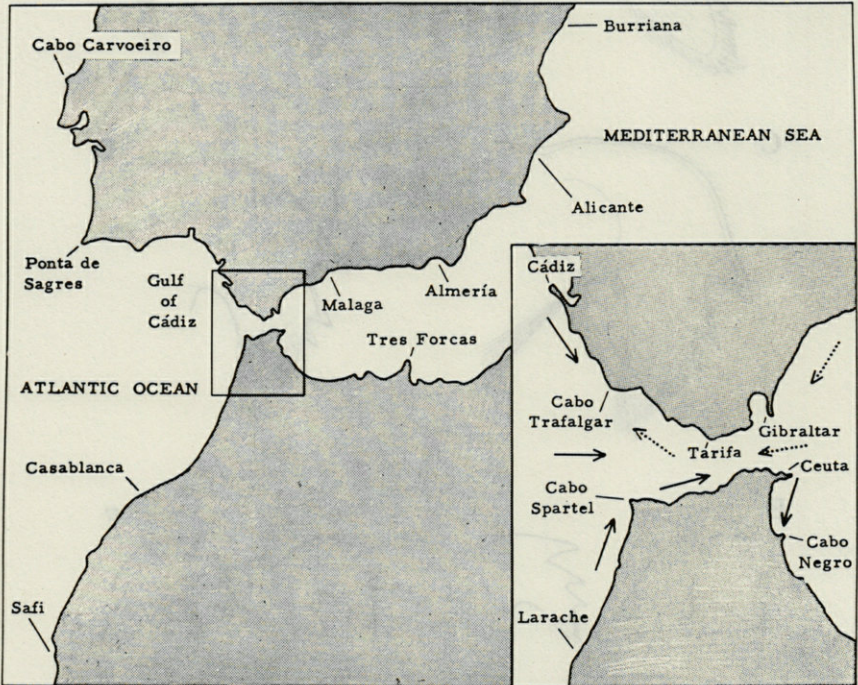 Cabo Carvoeiro
Burriana
MEDITERRANEAN SEA
Alicante
Ponta de
Sagres
Gulf
of
Cádiz
Malaga
Almería
Tres Forcas
ATLANTIC OCEAN
Casablanca
Safi
Cádiz
Cabo
Trafalgar
Tarifa
Gibraltar
Ceuta
Cabo
Spartel
Cabo
Negro
Larache